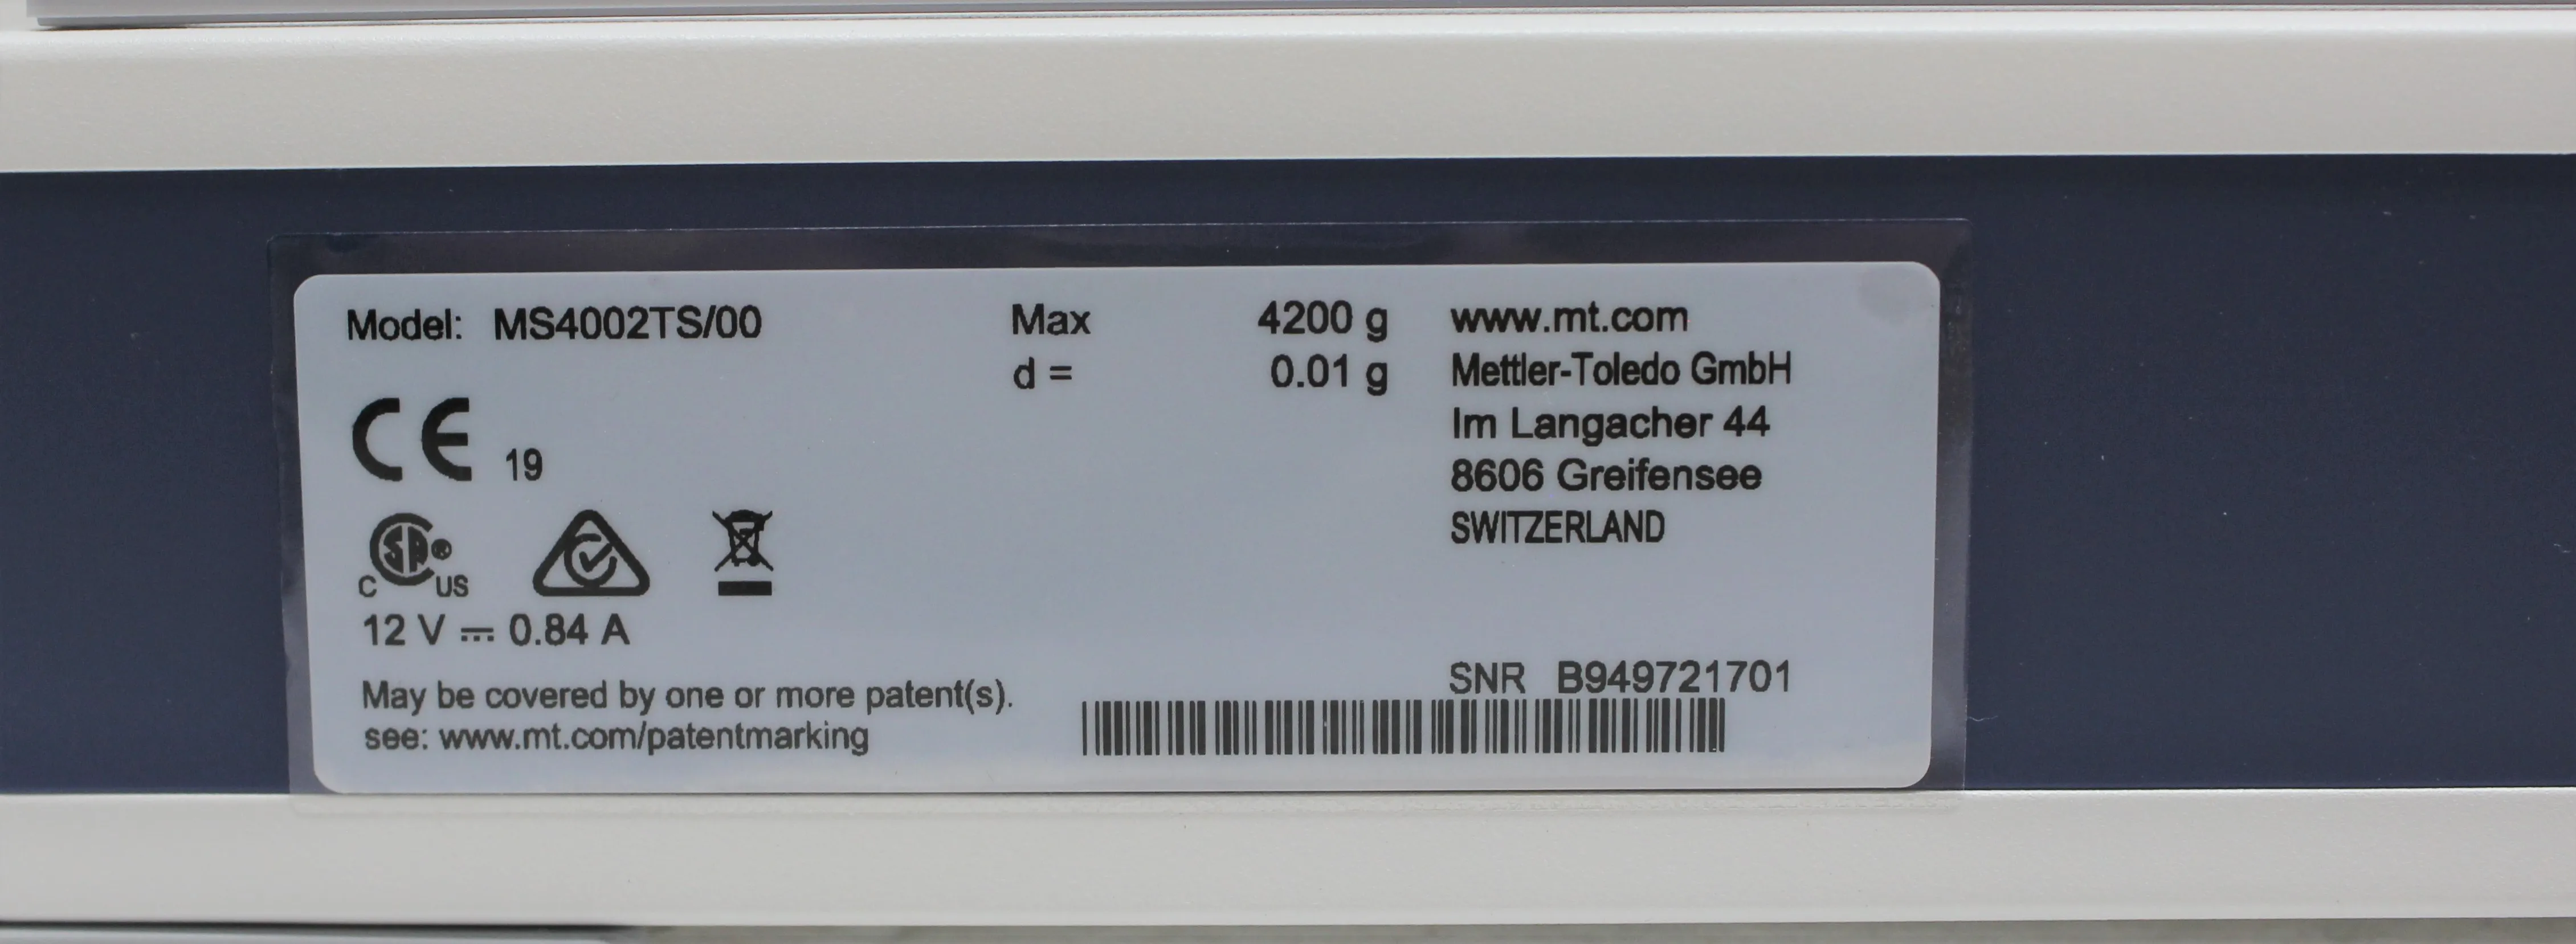 Model: MS4002TS/00
Max 4200 g
d = 0.01 g
www.mt.com
Mettler-Toledo GmbH
Im Langacher 44
8606 Greifensee
SWITZERLAND
CE 19
C SA® US
12 V ⎓ 0.84 A
May be covered by one or more patent(s).
see: www.mt.com/patentmarking
SNR B949721701